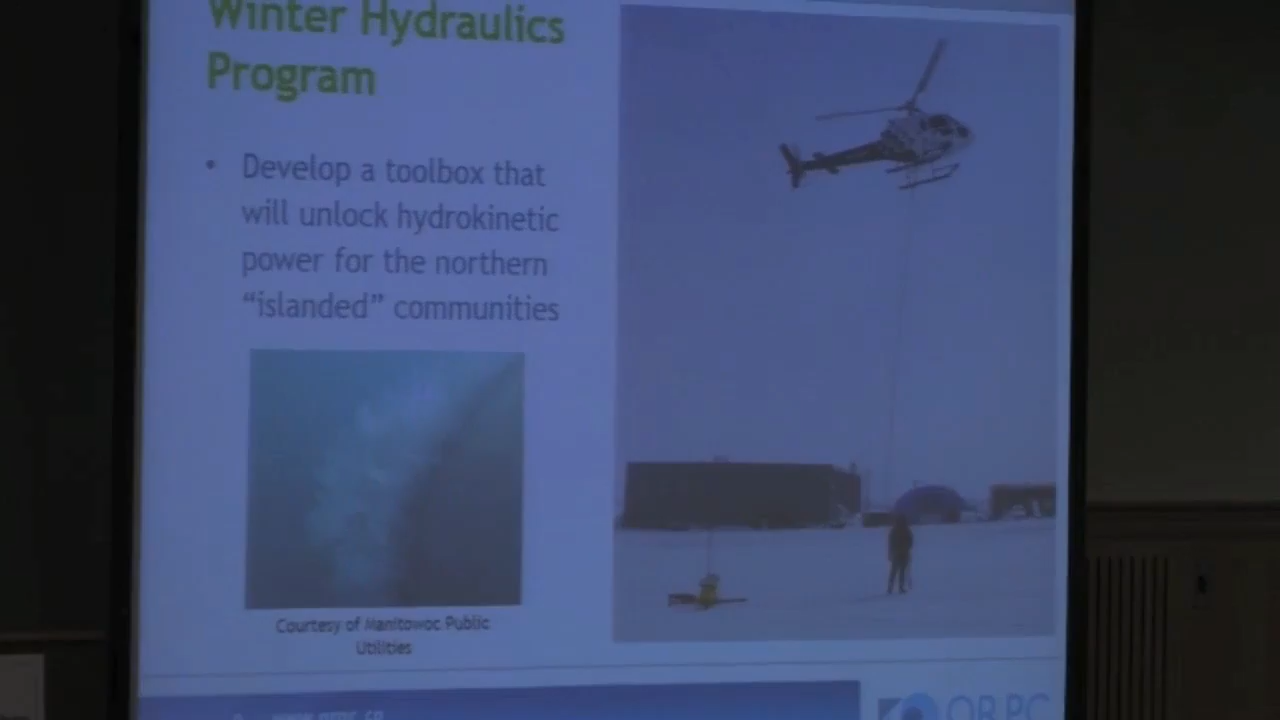 Winter Hydraulics
Program
• Develop a toolbox that
will unlock hydrokinetic
power for the northern
“islanded” communities
Courtesy of Manitowoc Public
Utilities